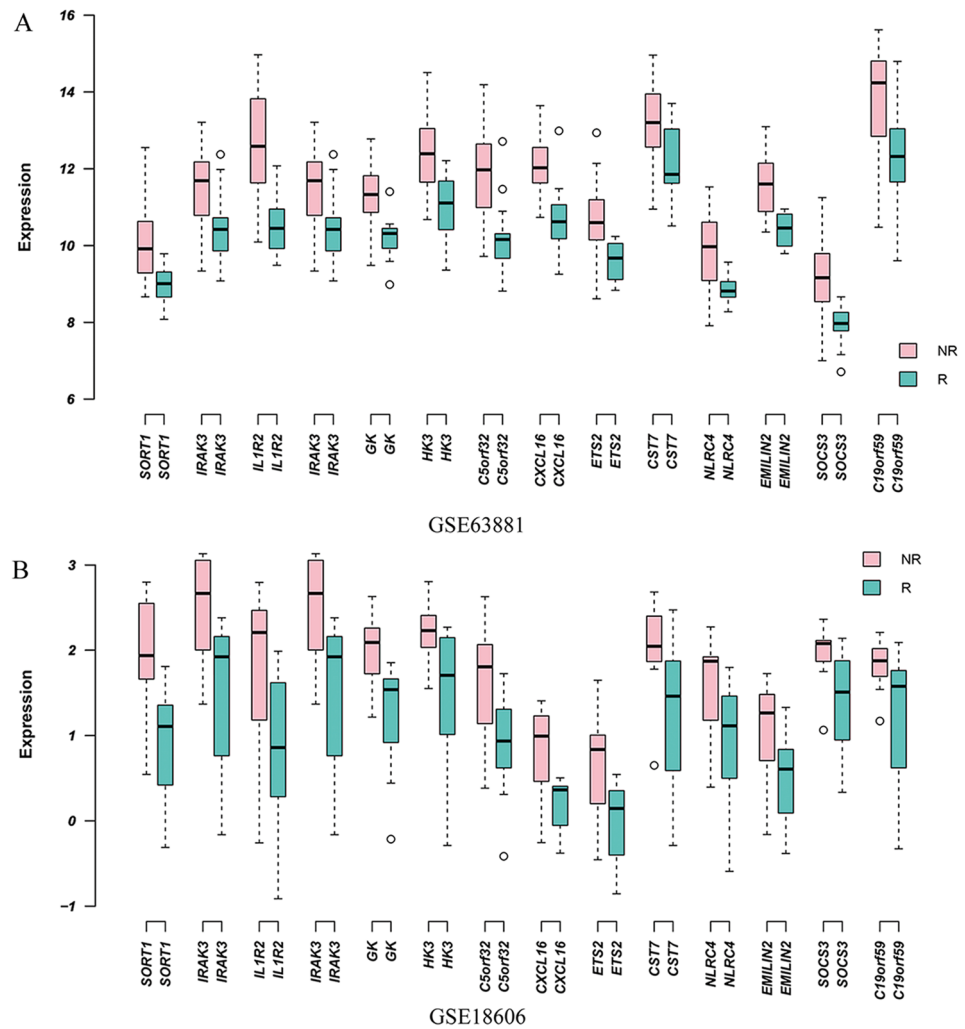 A
16
14
12
10
8
6
Expression
NR
R
SORT1 SORT1 IRAK3 IRAK3 IL1R2 IL1R2 IRAK3 IRAK3 GK GK HK3 HK3 C5orf32 C5orf32 CXCL16 CXCL16 ETS2 ETS2 CST7 CST7 NLRC4 NLRC4 EMILIN2 EMILIN2 SOCS3 SOCS3 C19orf59 C19orf59
GSE63881
B
3
2
1
0
−1
Expression
NR
R
SORT1 SORT1 IRAK3 IRAK3 IL1R2 IL1R2 IRAK3 IRAK3 GK GK HK3 HK3 C5orf32 C5orf32 CXCL16 CXCL16 ETS2 ETS2 CST7 CST7 NLRC4 NLRC4 EMILIN2 EMILIN2 SOCS3 SOCS3 C19orf59 C19orf59
GSE18606